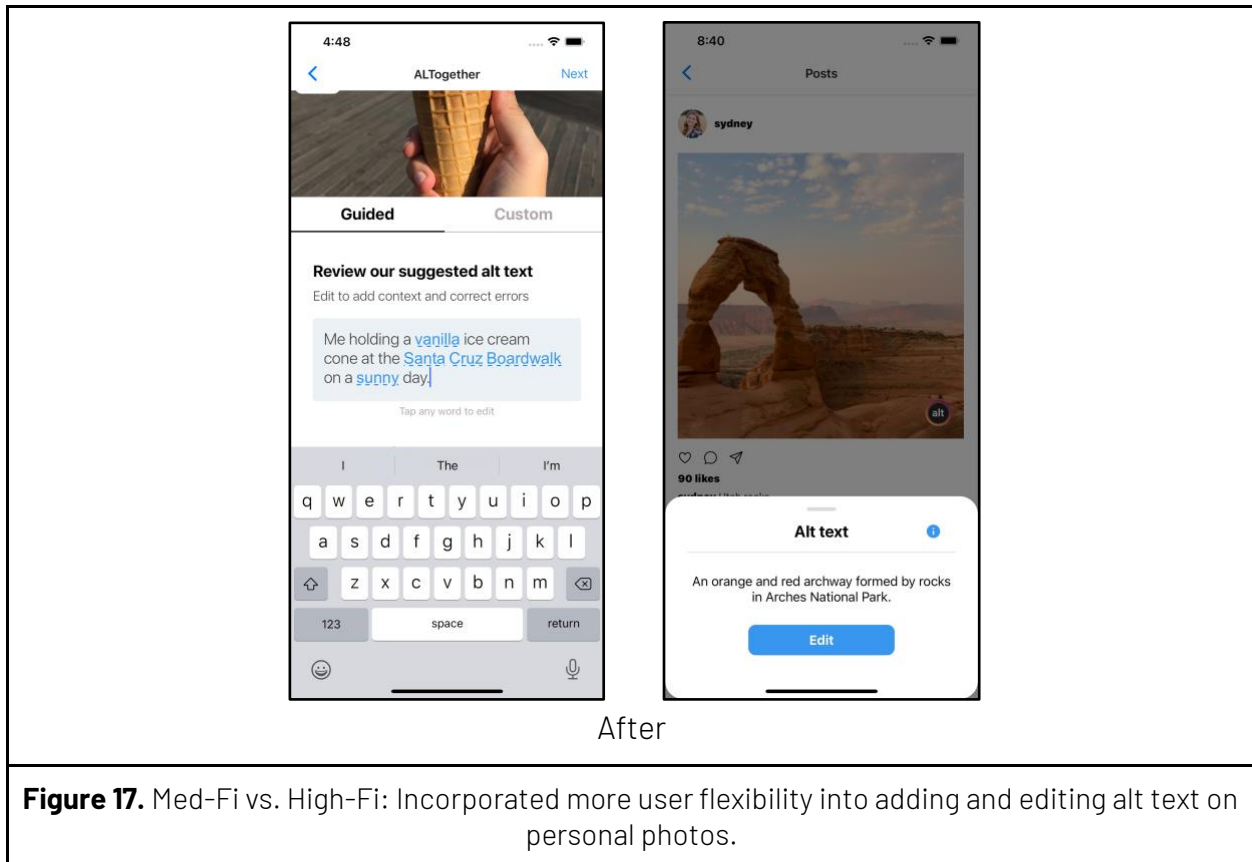 4:48
ALTogether
Next
Guided
Custom
Review our suggested alt text
Edit to add context and correct errors
Me holding a vanilla ice cream
cone at the Santa Cruz Boardwalk
on a sunny day.
Tap any word to edit
I The I'm
q w e r t y u i o p
a s d f g h j k l
z x c v b n m
123 space return
8:40
Posts
sydney
alt
90 likes
sydney Utah rocks
Alt text
An orange and red archway formed by rocks
in Arches National Park.
Edit
After
Figure 17. Med-Fi vs. High-Fi: Incorporated more user flexibility into adding and editing alt text on
personal photos.